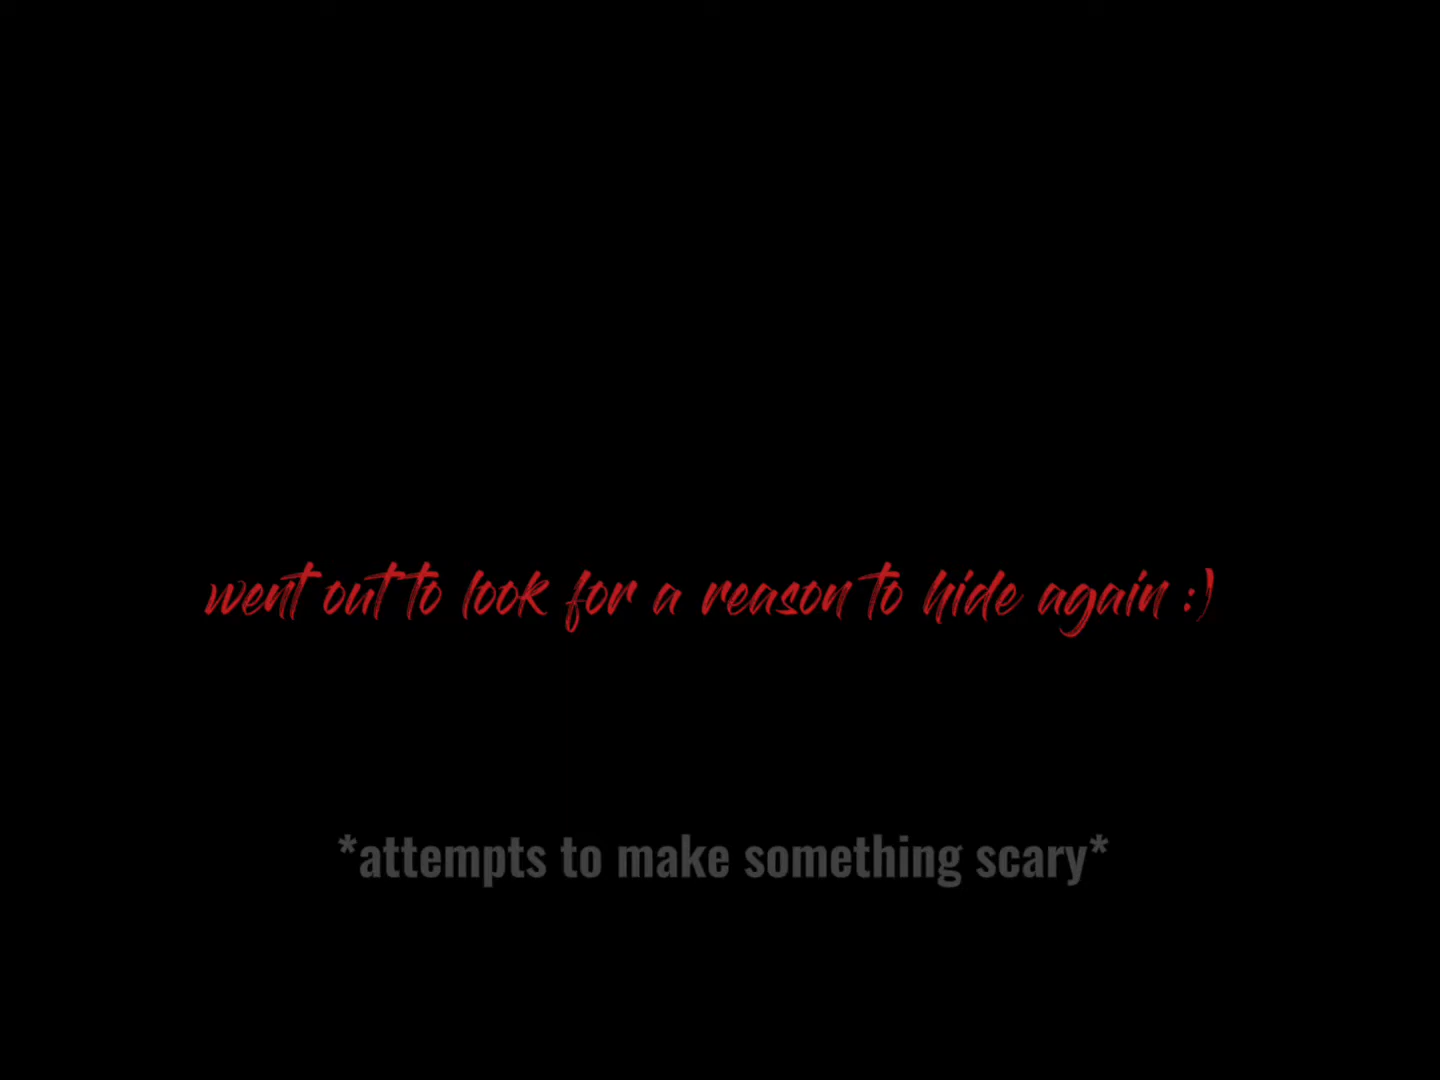 went out to look for a reason to hide again :)
*attempts to make something scary*